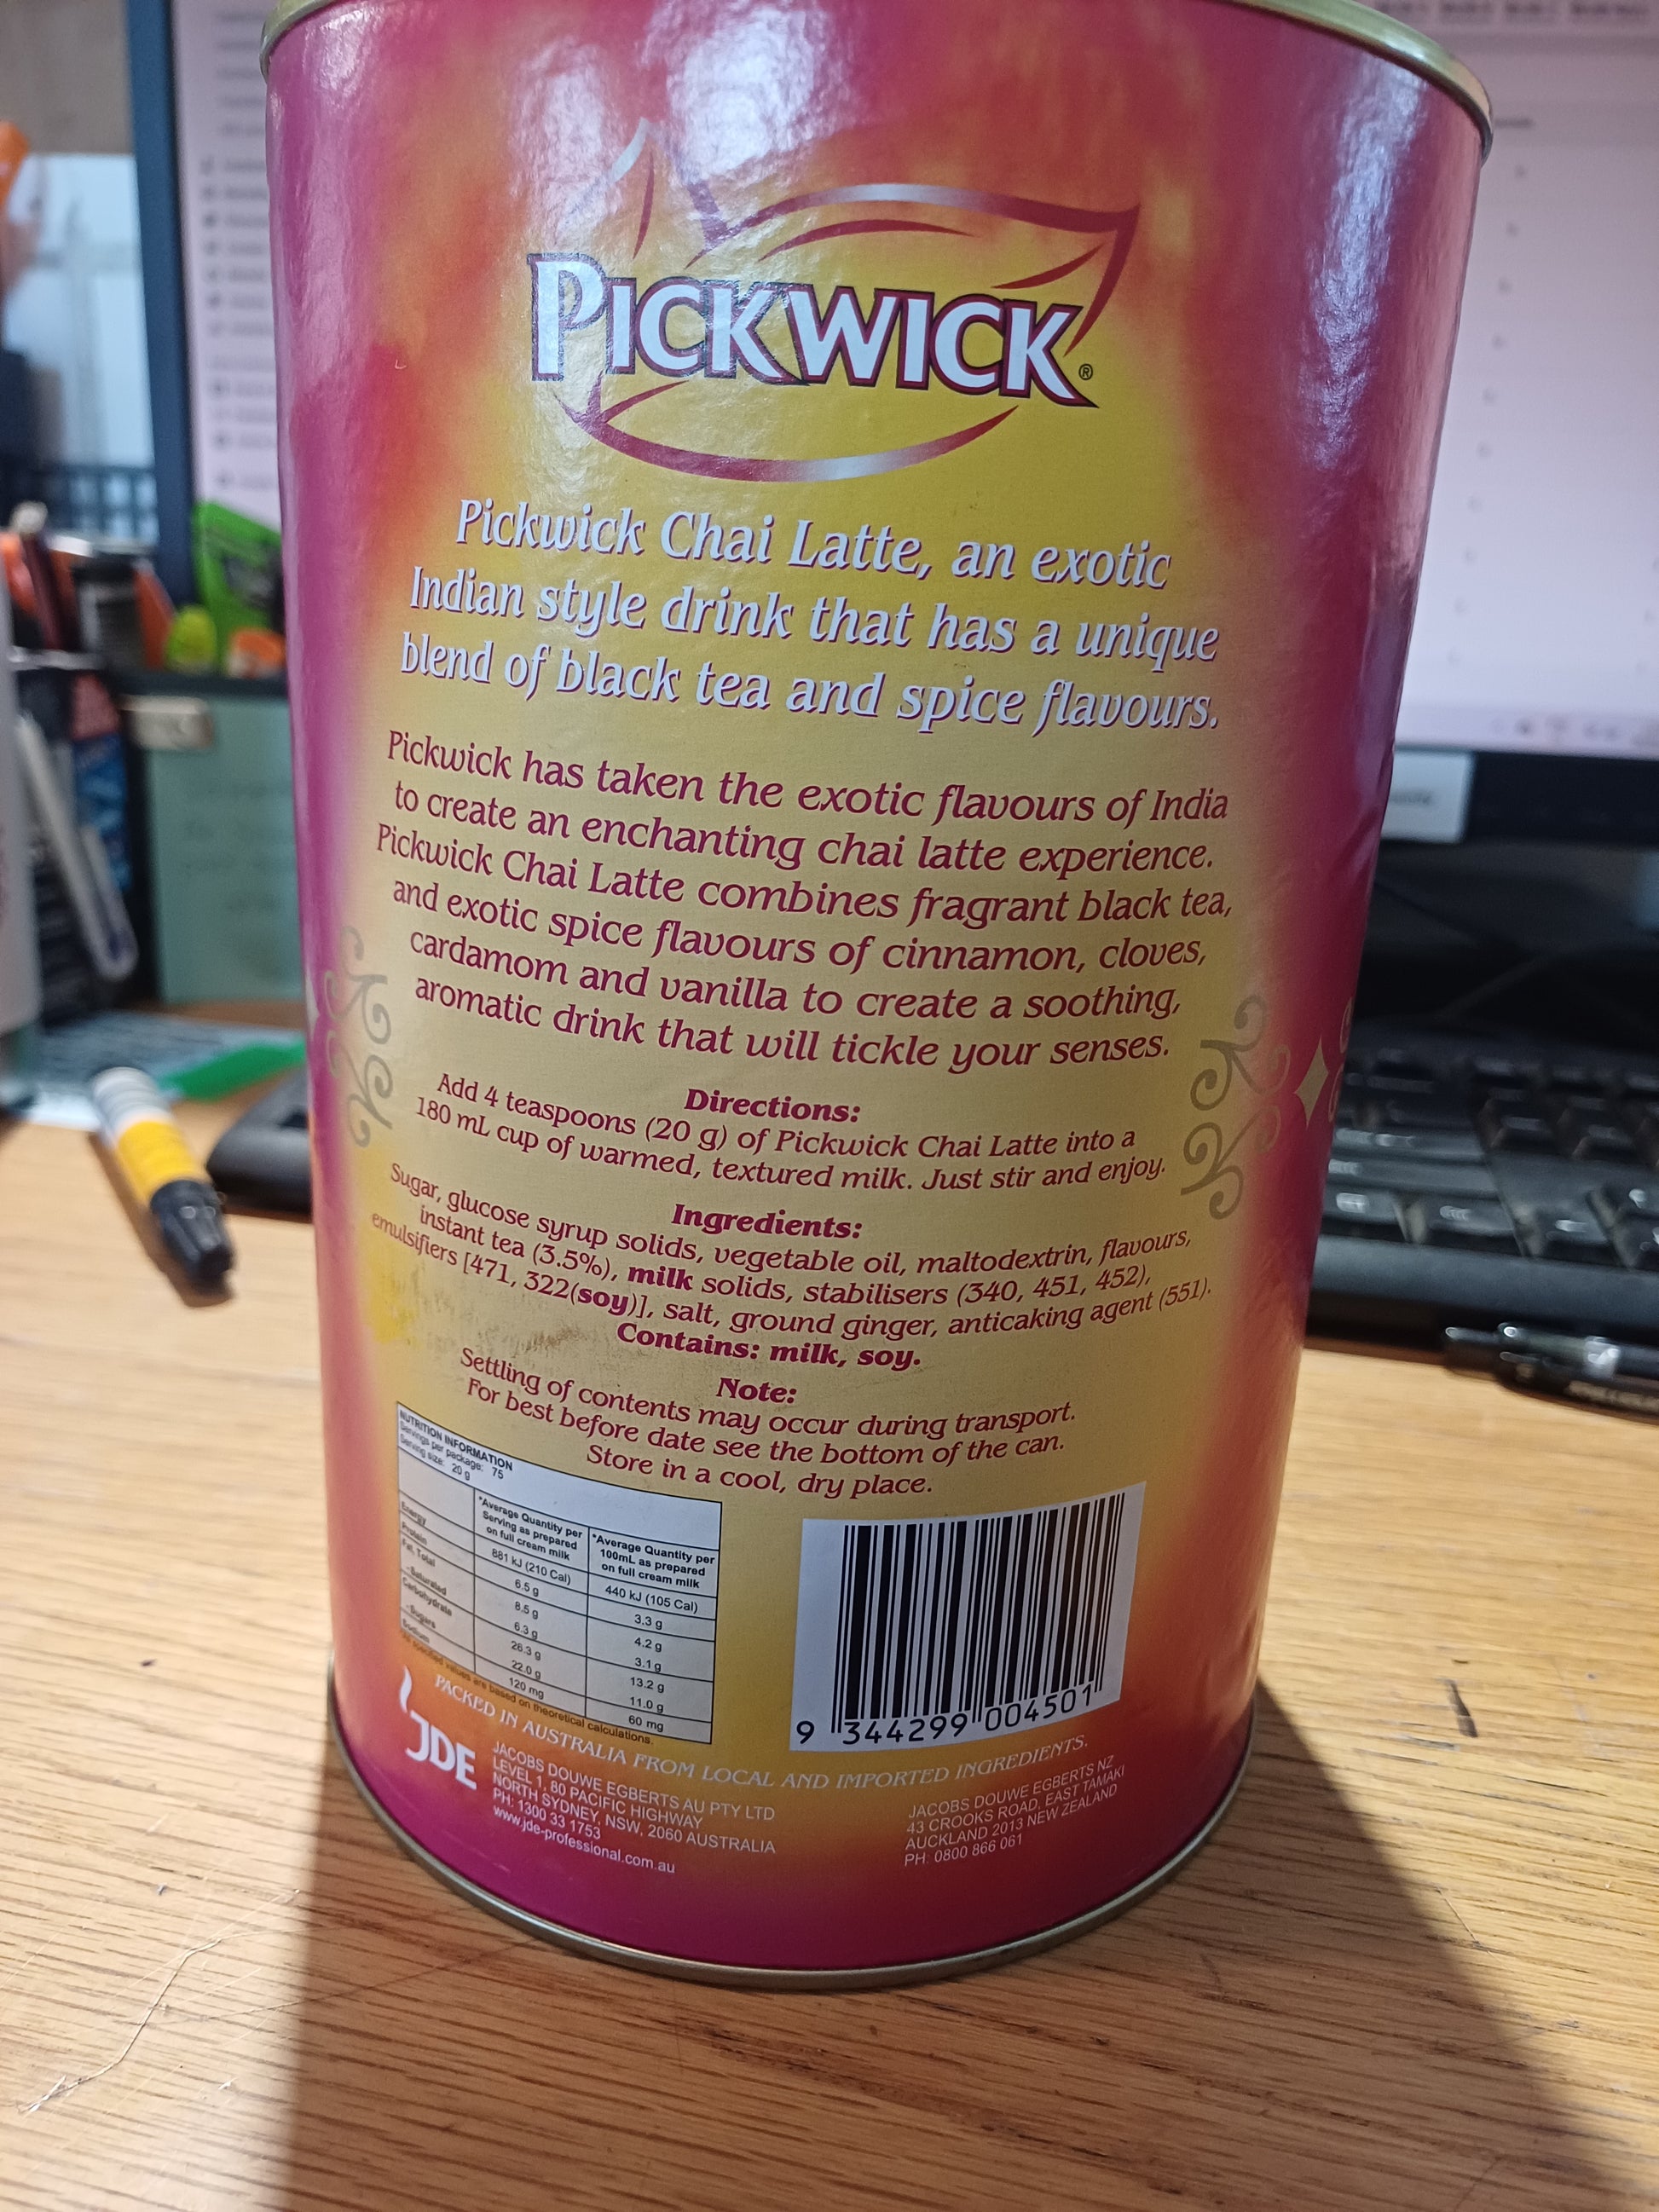 PICKWICK®
Pickwick Chai Latte, an exotic
Indian style drink that has a unique
blend of black tea and spice flavours.
Pickwick has taken the exotic flavours of India
to create an enchanting chai latte experience.
Pickwick Chai Latte combines fragrant black tea,
and exotic spice flavours of cinnamon, cloves,
cardamom and vanilla to create a soothing,
aromatic drink that will tickle your senses.
Directions:
Add 4 teaspoons (20 g) of Pickwick Chai Latte into a
180 mL cup of warmed, textured milk. Just stir and enjoy.
Ingredients:
Sugar, glucose syrup solids, vegetable oil, maltodextrin, flavours,
instant tea (3.5%), milk solids, stabilisers (340, 451, 452),
emulsifiers [471, 322(soy)], salt, ground ginger, anticaking agent (551).
Contains: milk, soy.
Note:
Settling of contents may occur during transport.
For best before date see the bottom of the can.
Store in a cool, dry place.
NUTRITION INFORMATION
Servings per package: 75
Serving size: 20 g
*Average Quantity per Serving as prepared on full cream milk *Average Quantity per 100mL as prepared on full cream milk
Energy 881 kJ (210 Cal) 440 kJ (105 Cal)
Protein 6.5 g 3.3 g
Fat, Total 8.5 g 4.2 g
-Saturated 6.3 g 3.1 g
Carbohydrate 26.3 g 13.2 g
-Sugars 22.0 g 11.0 g
Sodium 120 mg 60 mg
specified values are based on theoretical calculations.
9 344299 004501
PACKED IN AUSTRALIA FROM LOCAL AND IMPORTED INGREDIENTS.
JDE
JACOBS DOUWE EGBERTS AU PTY LTD
LEVEL 1, 80 PACIFIC HIGHWAY
NORTH SYDNEY, NSW, 2060 AUSTRALIA
PH: 1300 33 1753
www.jde-professional.com.au
JACOBS DOUWE EGBERTS NZ
43 CROOKS ROAD, EAST TAMAKI
AUCKLAND 2013 NEW ZEALAND
PH: 0800 866 061